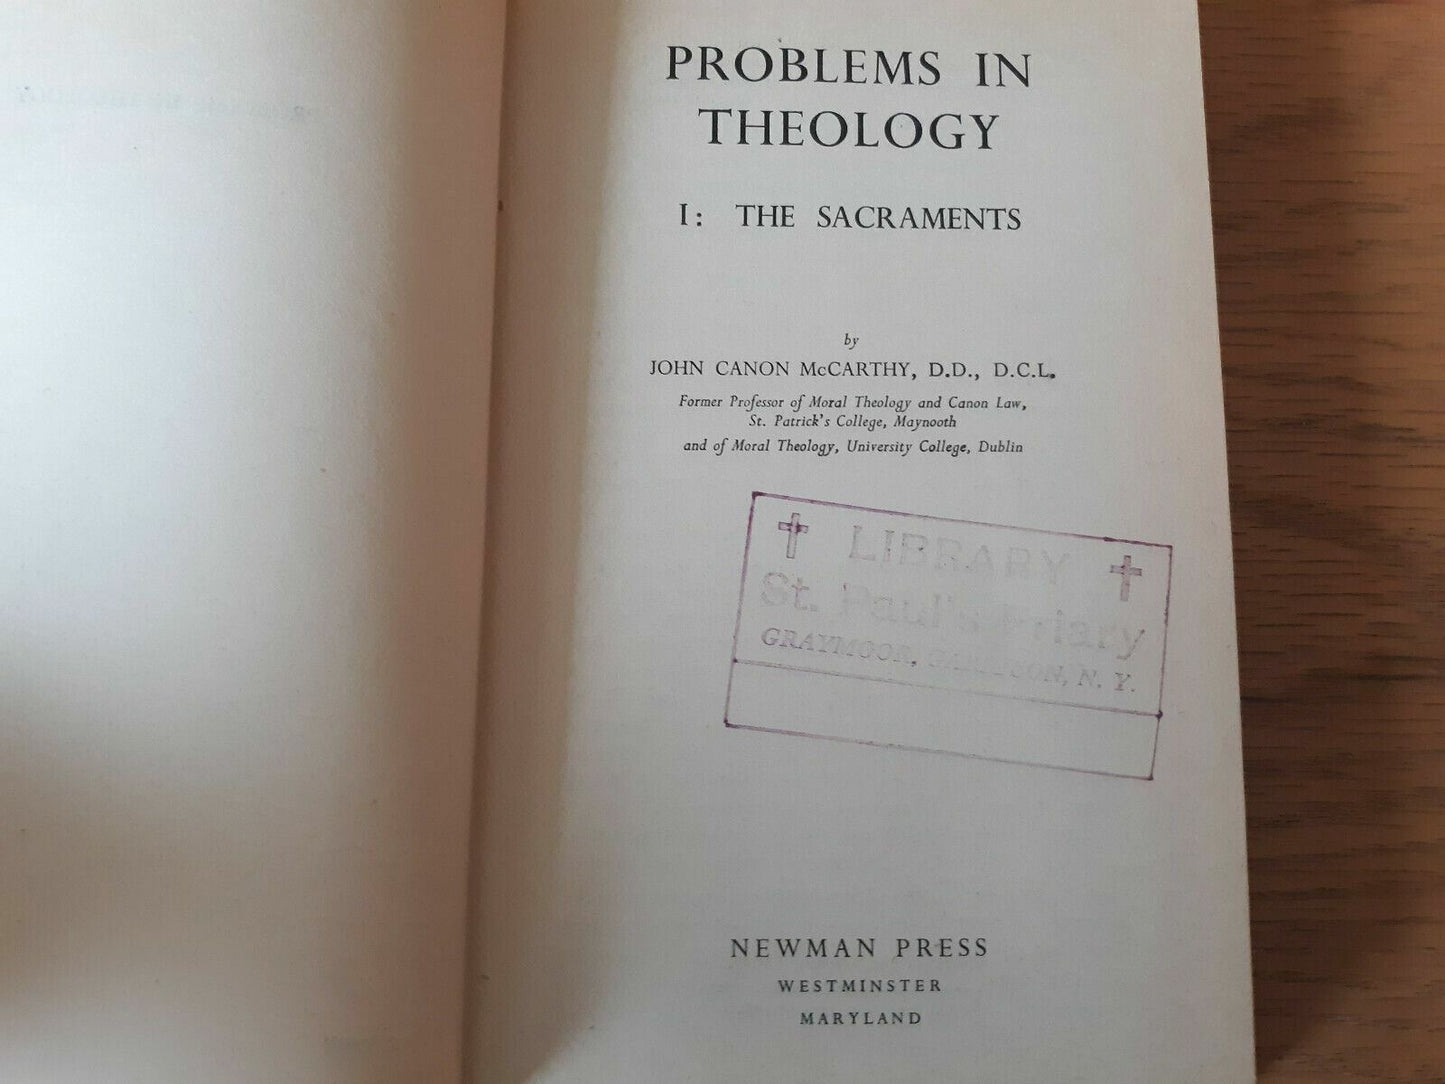 PROBLEMS IN
THEOLOGY
I: THE SACRAMENTS
by
JOHN CANON McCARTHY, D.D., D.C.L.
Former Professor of Moral Theology and Canon Law,
St. Patrick's College, Maynooth
and of Moral Theology, University College, Dublin
LIBRARY
St. Paul's Friary
GRAYMOOR, GARRISON, N. Y.
NEWMAN PRESS
WESTMINSTER
MARYLAND